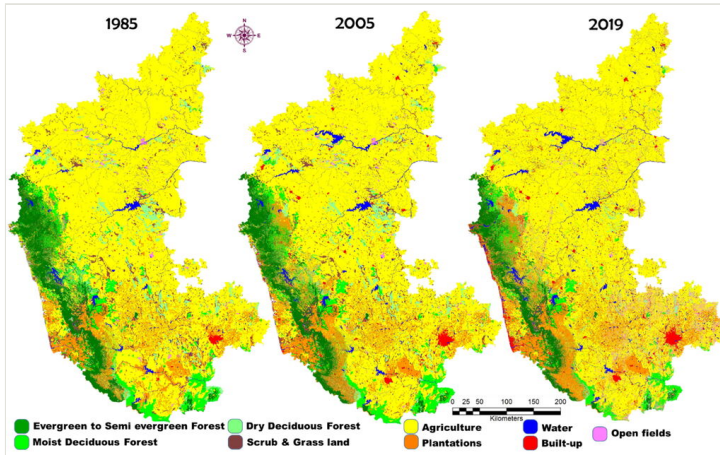 1985
2005
2019
N
W
E
S
0 25 50 100 150 200
Kilometers
Evergreen to Semi evergreen Forest
Dry Deciduous Forest
Agriculture
Water
Open fields
Moist Deciduous Forest
Scrub & Grass land
Plantations
Built-up